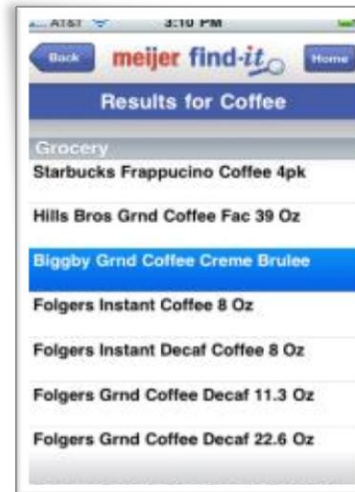 AT&T 3:10 PM
Back meijer find-it Home
Results for Coffee
Grocery
Starbucks Frappucino Coffee 4pk
Hills Bros Grnd Coffee Fac 39 Oz
Biggby Grnd Coffee Creme Brulee
Folgers Instant Coffee 8 Oz
Folgers Instant Decaf Coffee 8 Oz
Folgers Grnd Coffee Decaf 11.3 Oz
Folgers Grnd Coffee Decaf 22.6 Oz